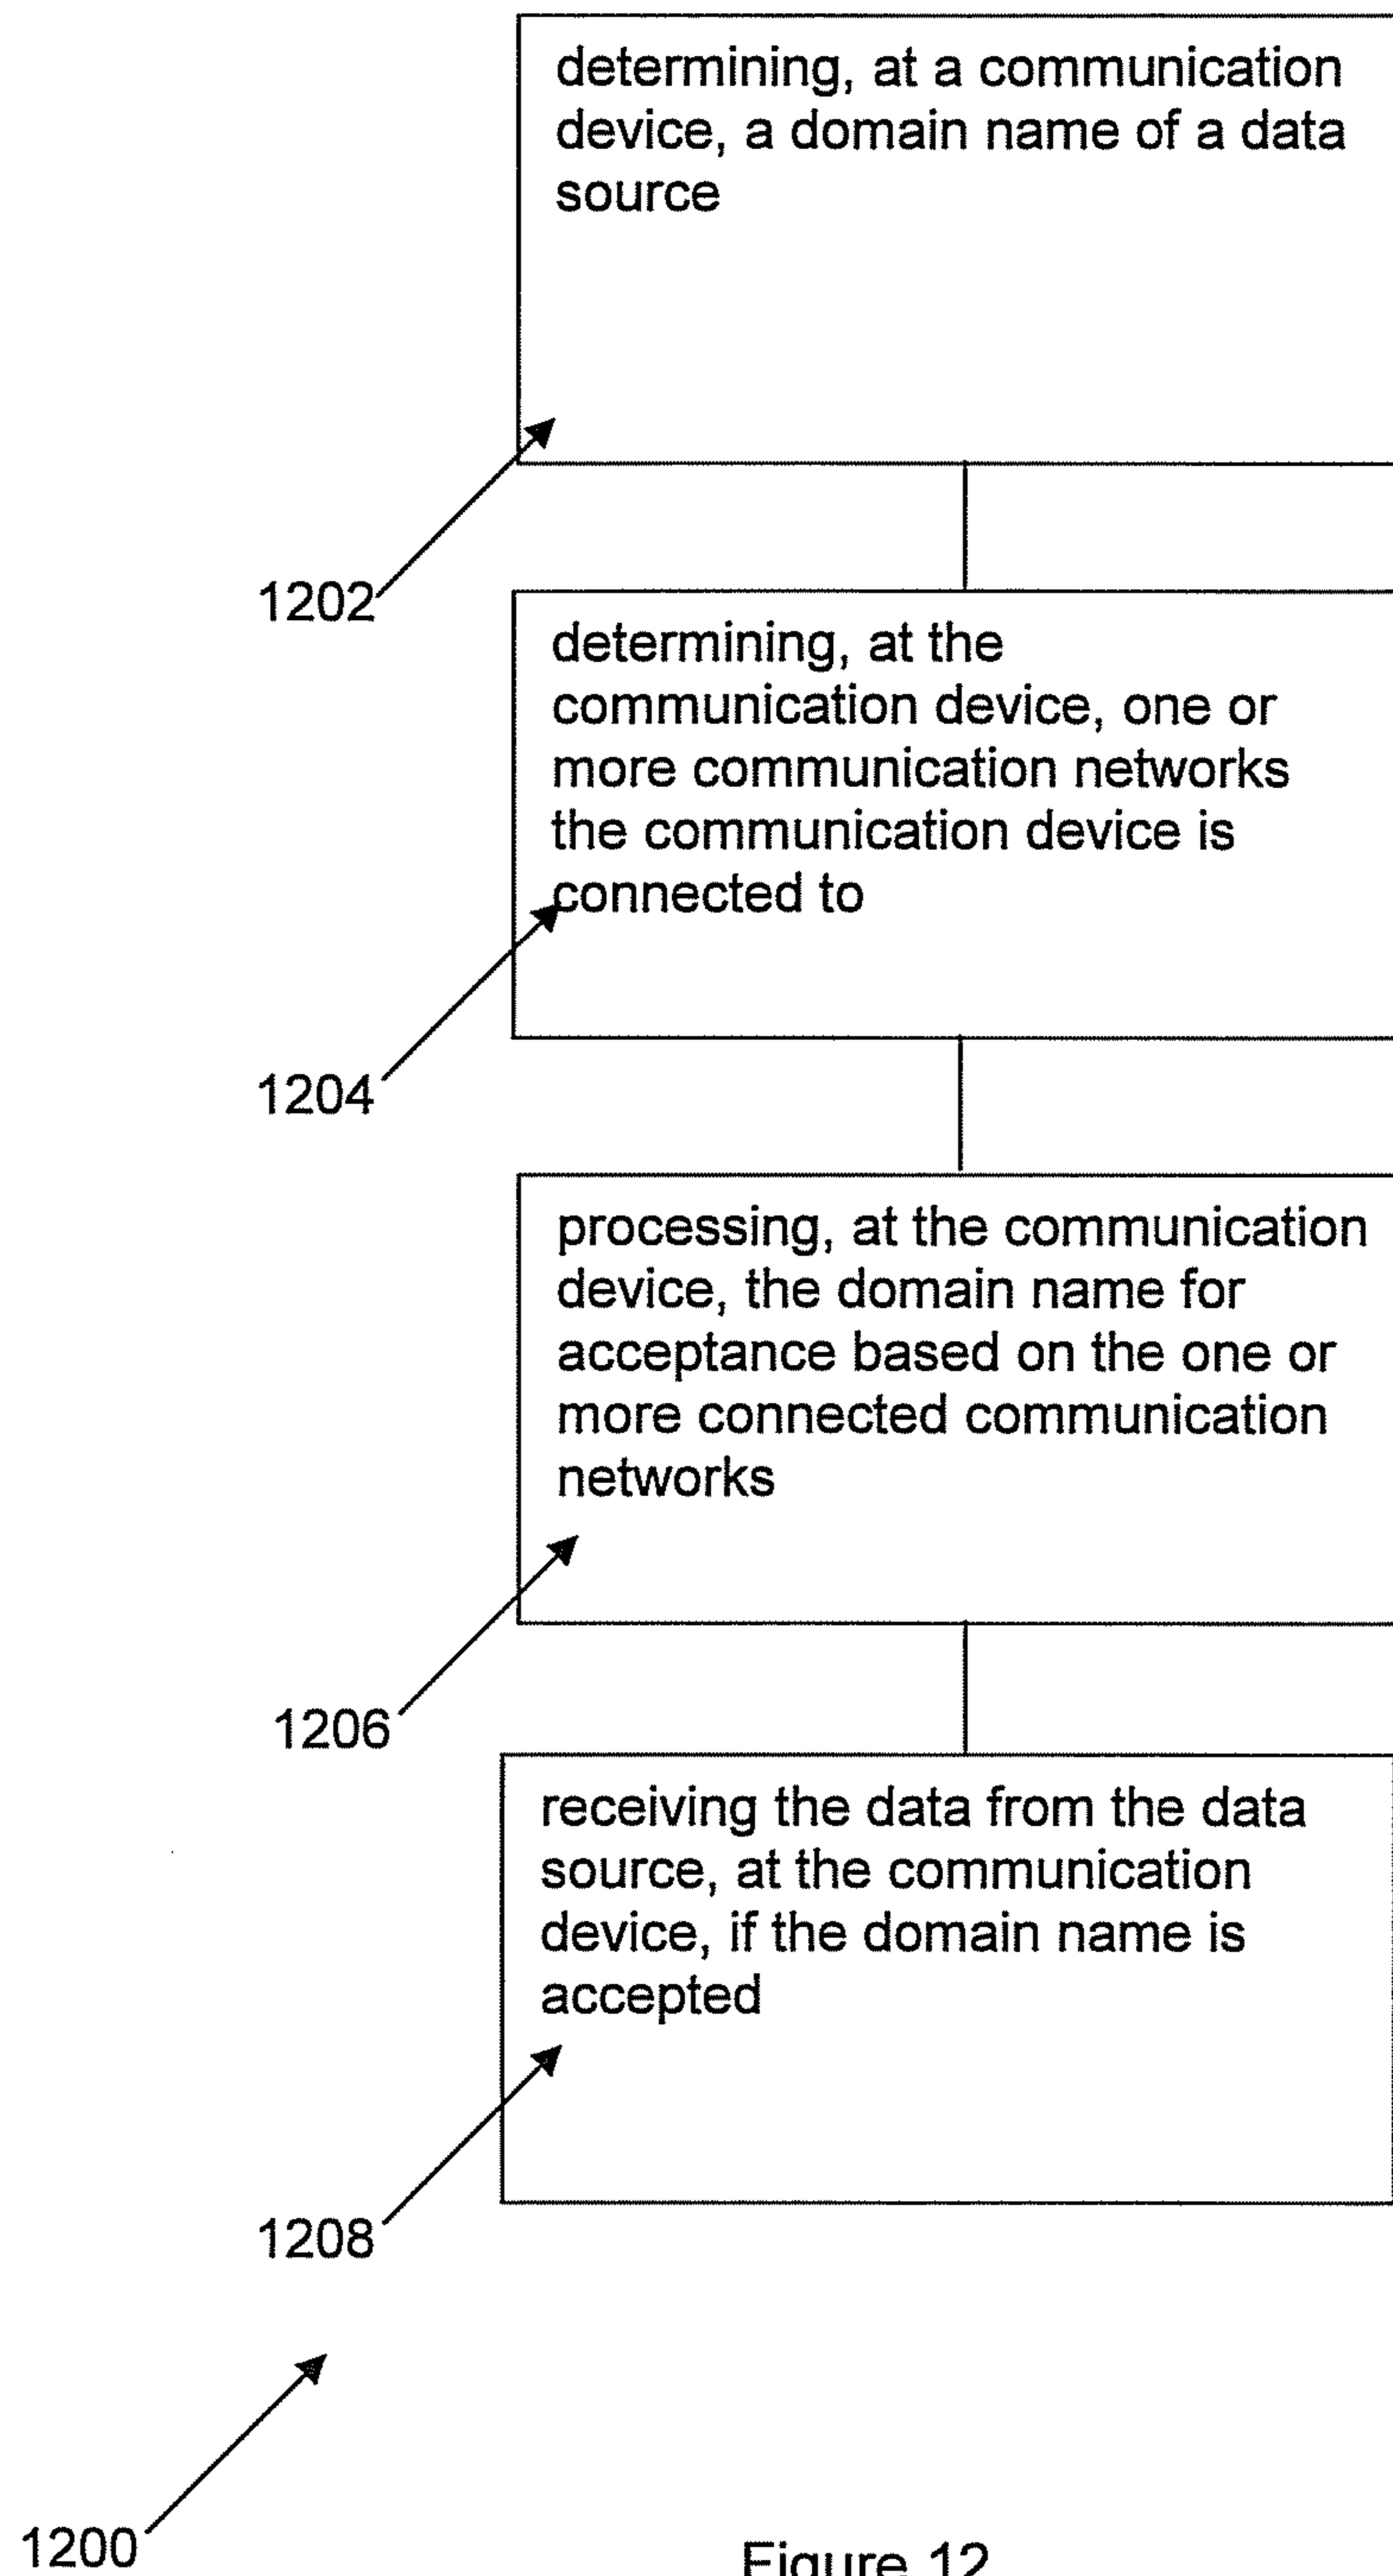 determining, at a communication
device, a domain name of a data
source
1202
determining, at the
communication device, one or
more communication networks
the communication device is
connected to
1204
processing, at the communication
device, the domain name for
acceptance based on the one or
more connected communication
networks
1206
receiving the data from the data
source, at the communication
device, if the domain name is
accepted
1208
1200
Figure 12